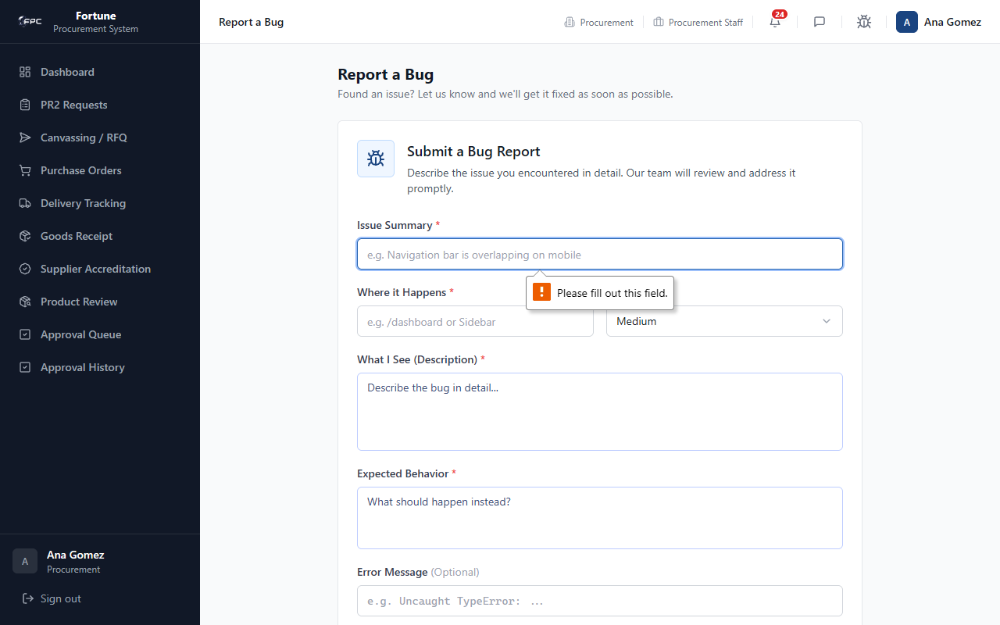 FPC
Fortune
Procurement System
Report a Bug
Procurement
Procurement Staff
24
A
Ana Gomez
Dashboard
PR2 Requests
Canvassing / RFQ
Purchase Orders
Delivery Tracking
Goods Receipt
Supplier Accreditation
Product Review
Approval Queue
Approval History
A
Ana Gomez
Procurement
Sign out
Report a Bug
Found an issue? Let us know and we'll get it fixed as soon as possible.
Submit a Bug Report
Describe the issue you encountered in detail. Our team will review and address it
promptly.
Issue Summary *
e.g. Navigation bar is overlapping on mobile
Please fill out this field.
Where it Happens *
e.g. /dashboard or Sidebar
Medium
What I See (Description) *
Describe the bug in detail...
Expected Behavior *
What should happen instead?
Error Message (Optional)
e.g. Uncaught TypeError: ...